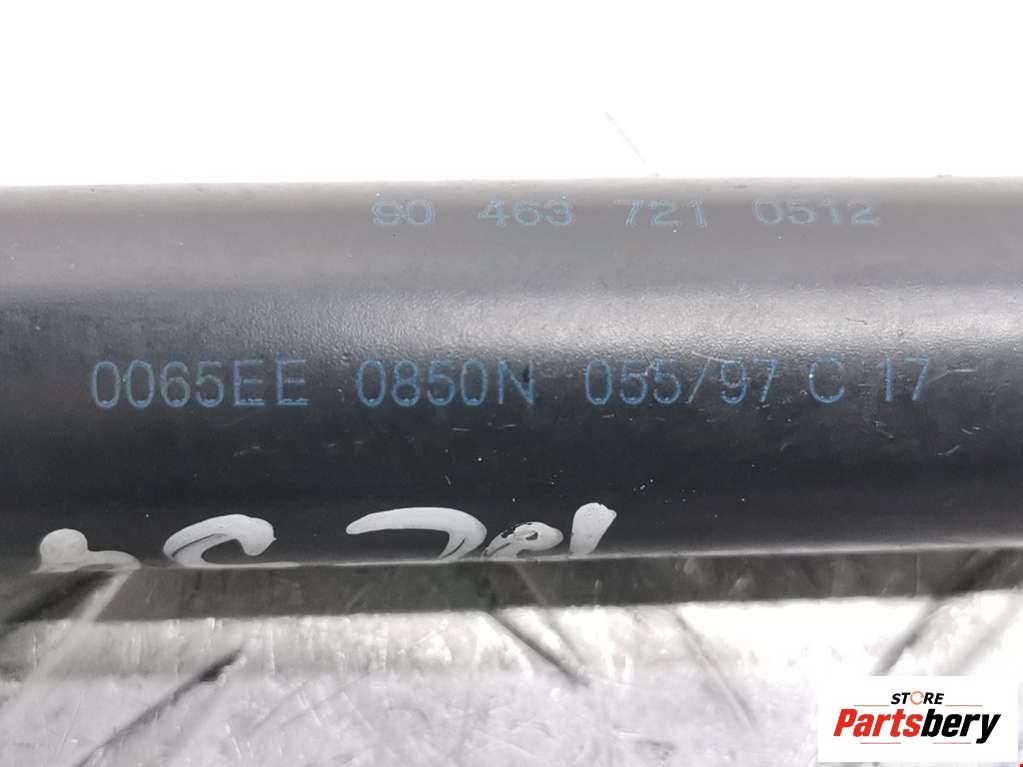 90 463 721 0512
0065EE 0850N 055/97 C 17
STORE
Partsbery